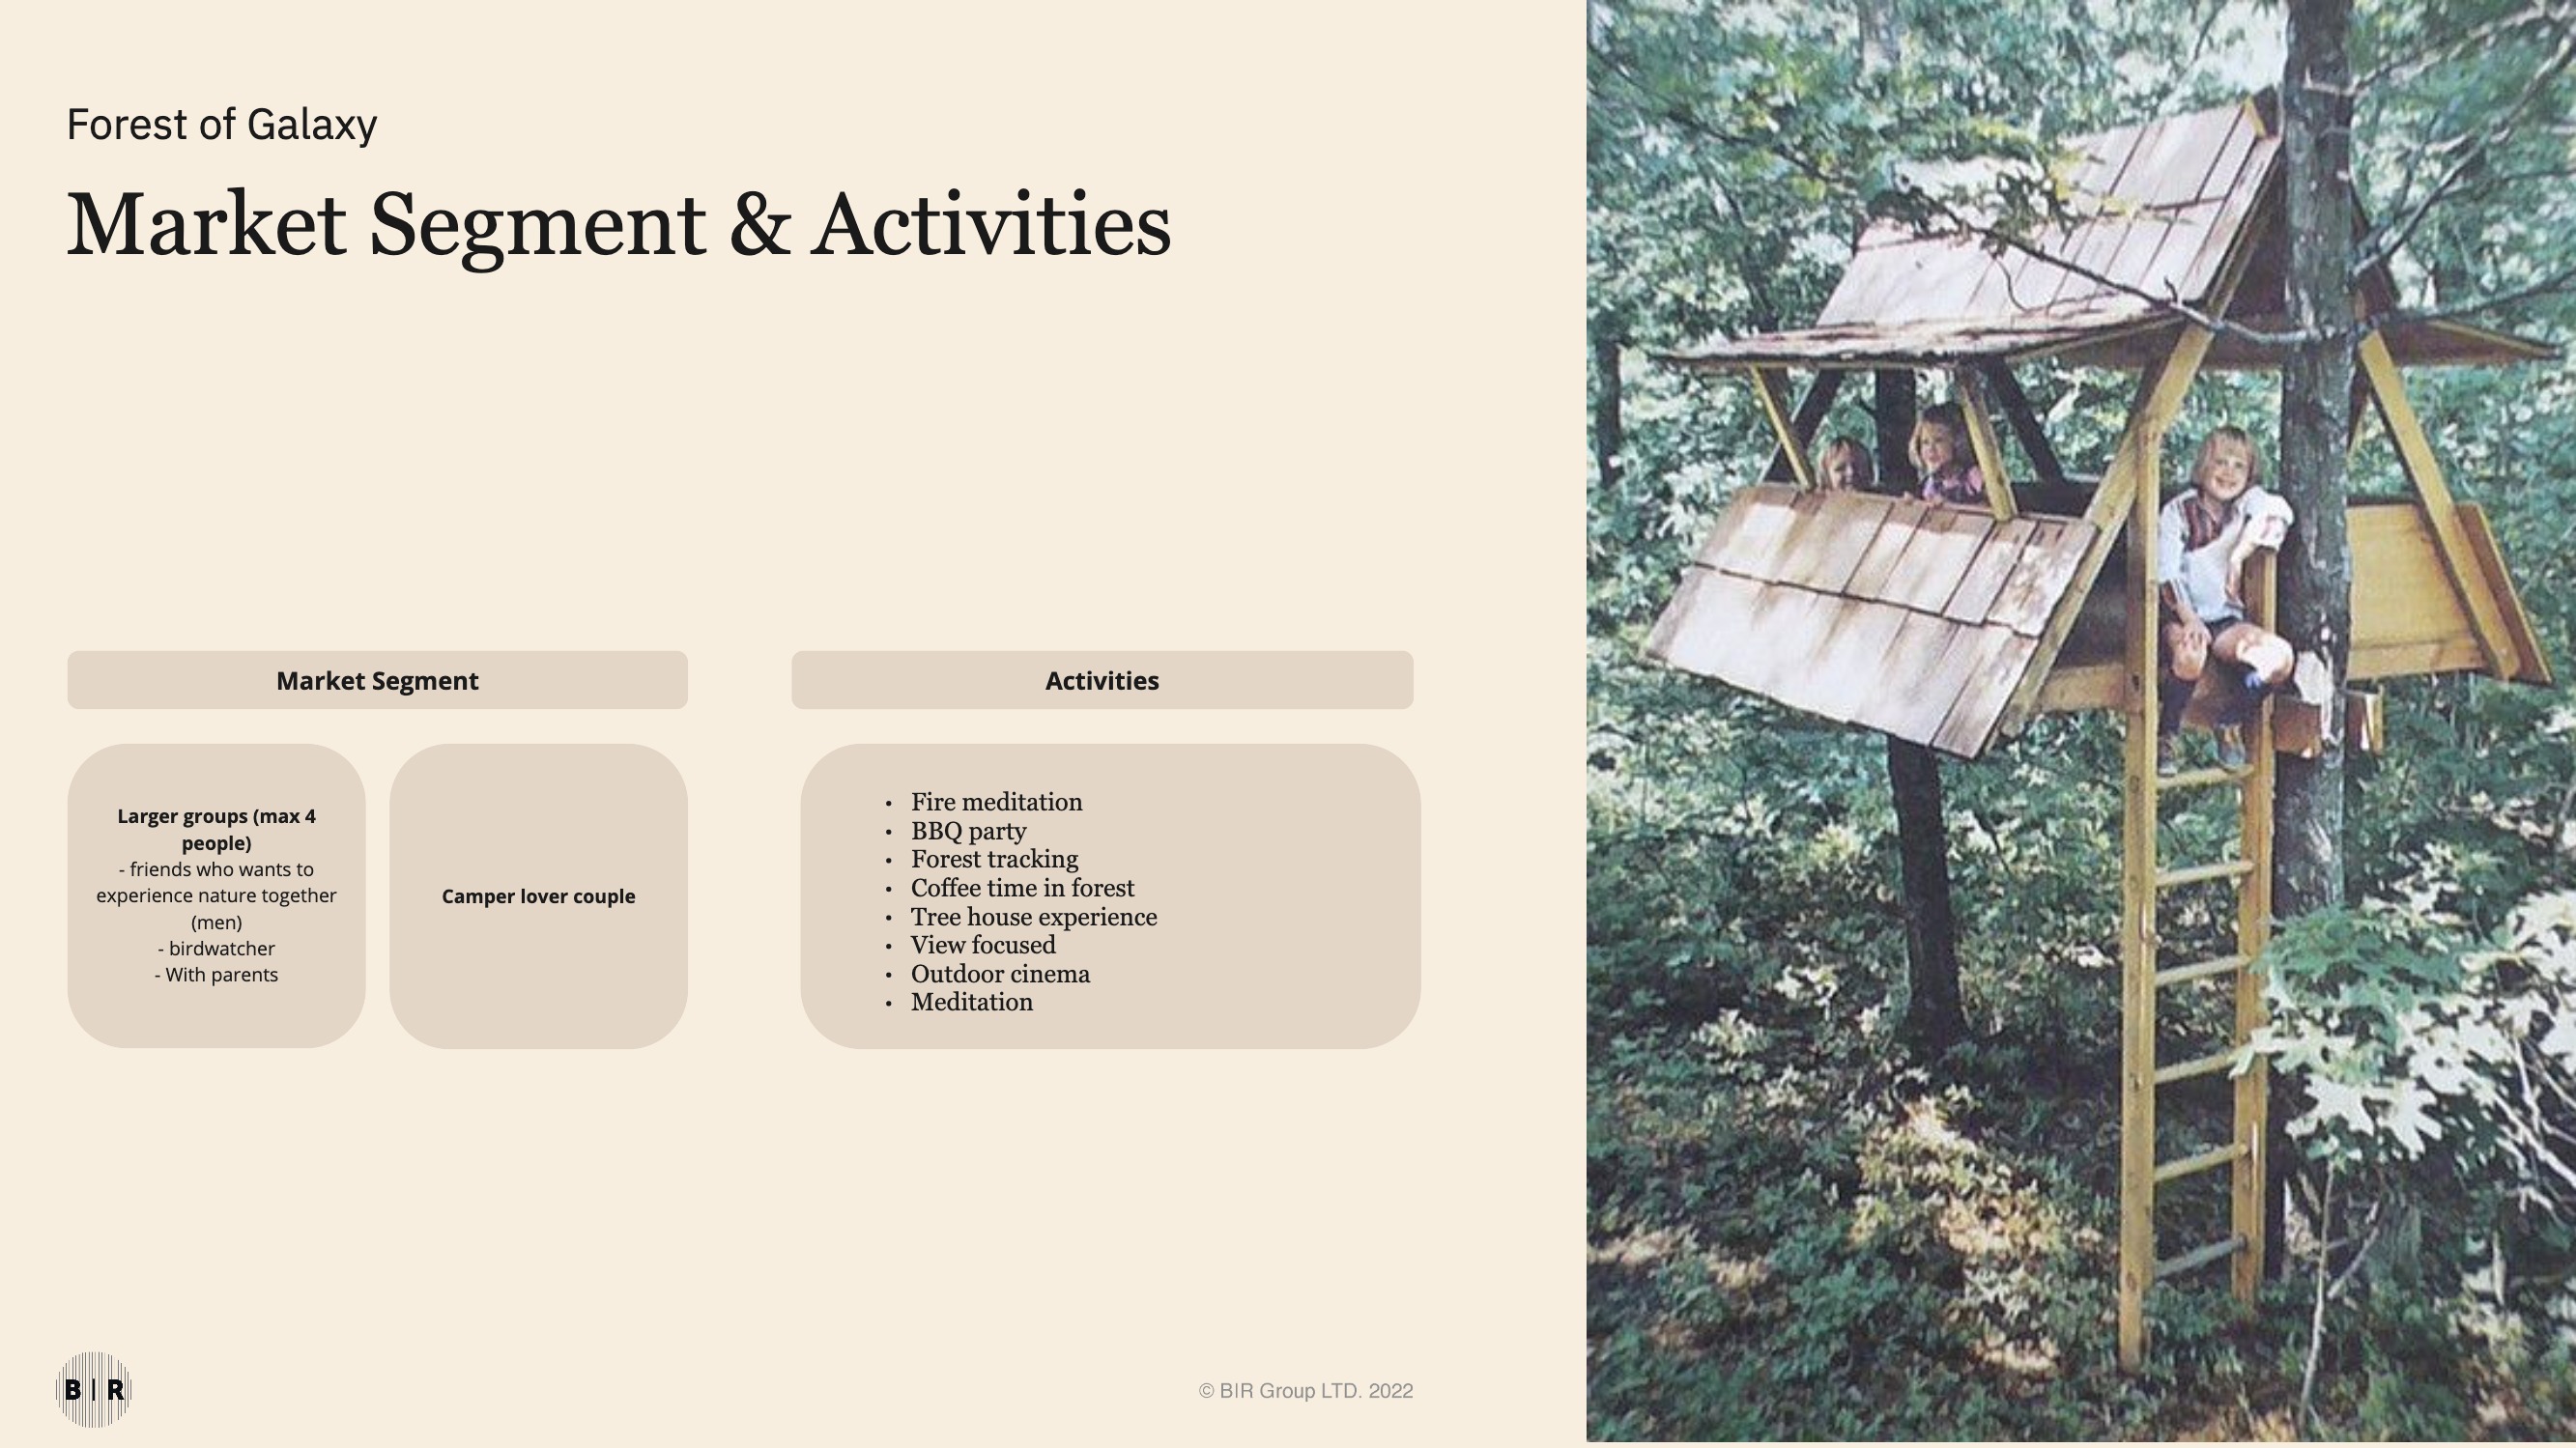 Forest of Galaxy
Market Segment & Activities
Market Segment
Larger groups (max 4
people)
- friends who wants to
experience nature together
(men)
- birdwatcher
- With parents
Camper lover couple
Activities
• Fire meditation
• BBQ party
• Forest tracking
• Coffee time in forest
• Tree house experience
• View focused
• Outdoor cinema
• Meditation
B | R
© BIR Group LTD. 2022